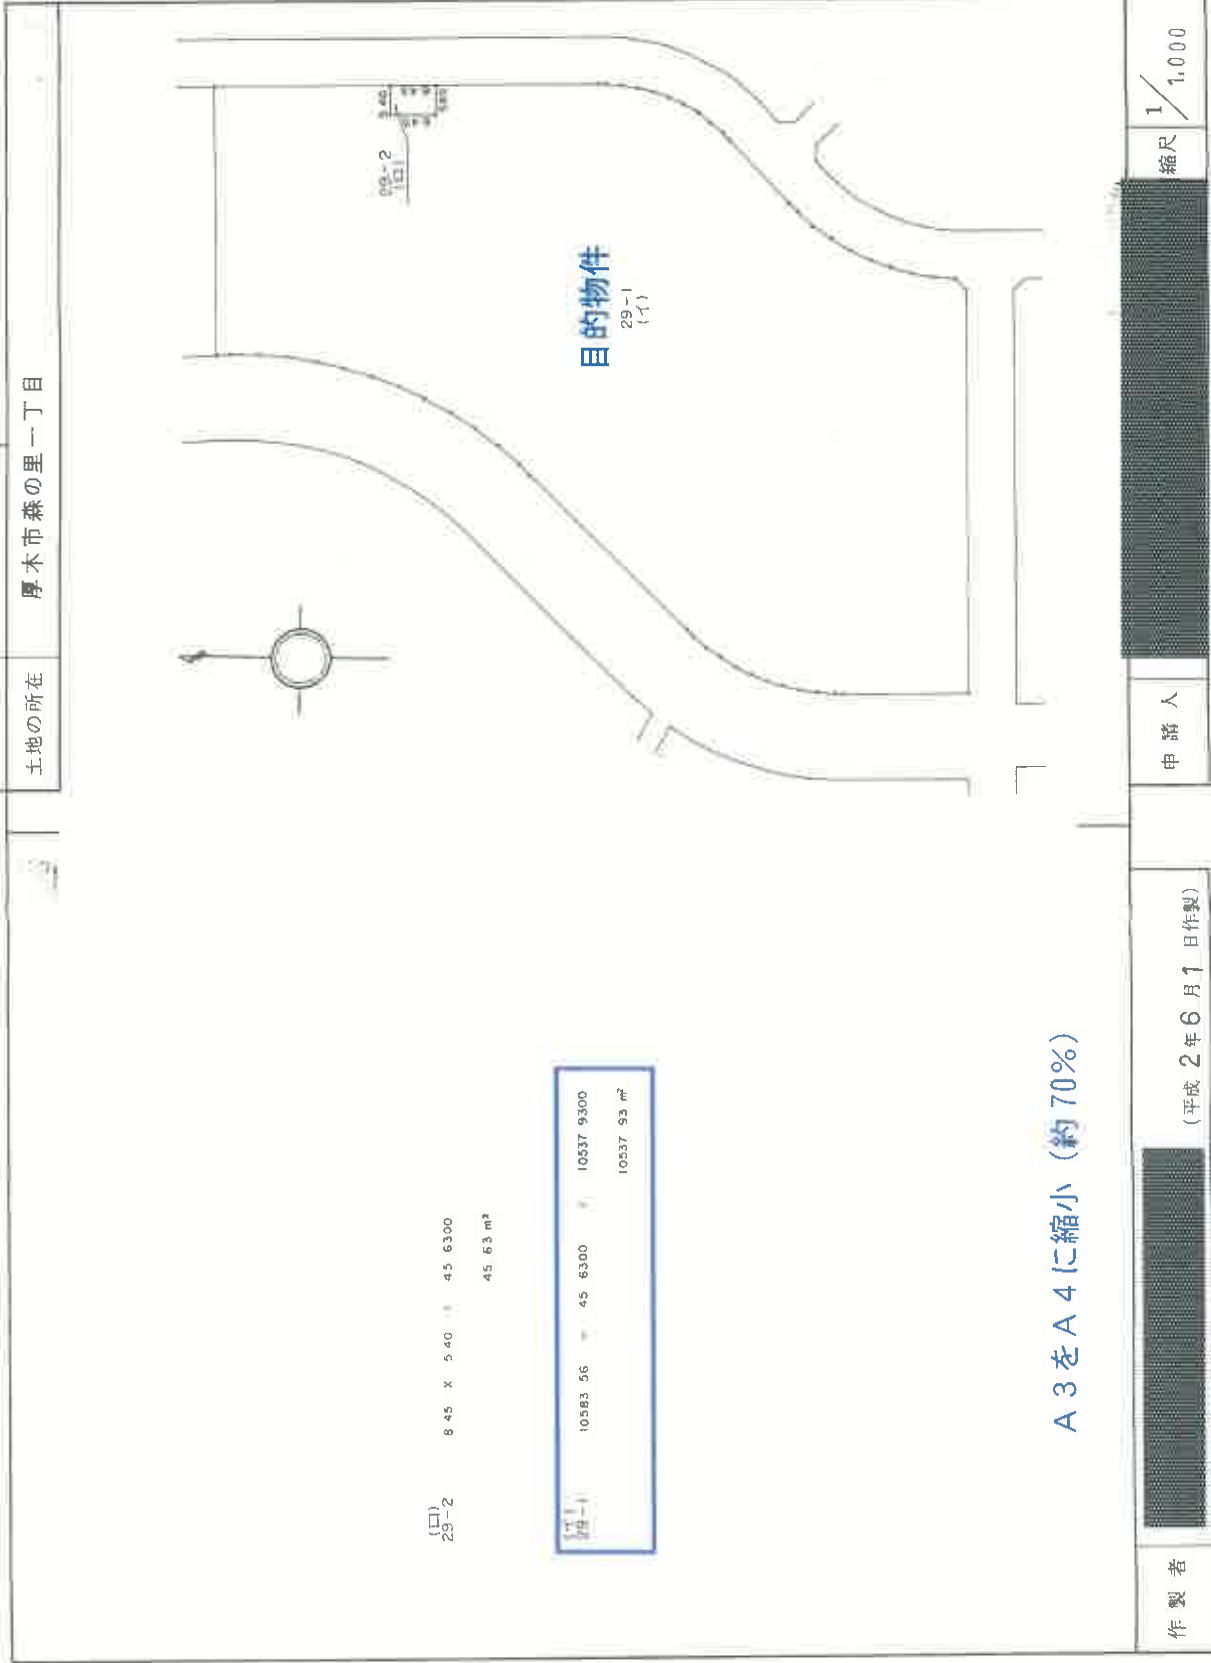 土地の所在
厚木市森の里一丁目
(ロ)
29-2
8 45 x 5 40
45 6300
45 63 m²
(イ)
29-1
10583 56 - 45 6300
10537 9300
10537 93 m²
A3をA4に縮小 (約70%)
29-2
(ロ)
5.40
目的物件
29-1
(イ)
作製者
(平成 2年6月1日作製)
申請人
縮尺
1/1,000